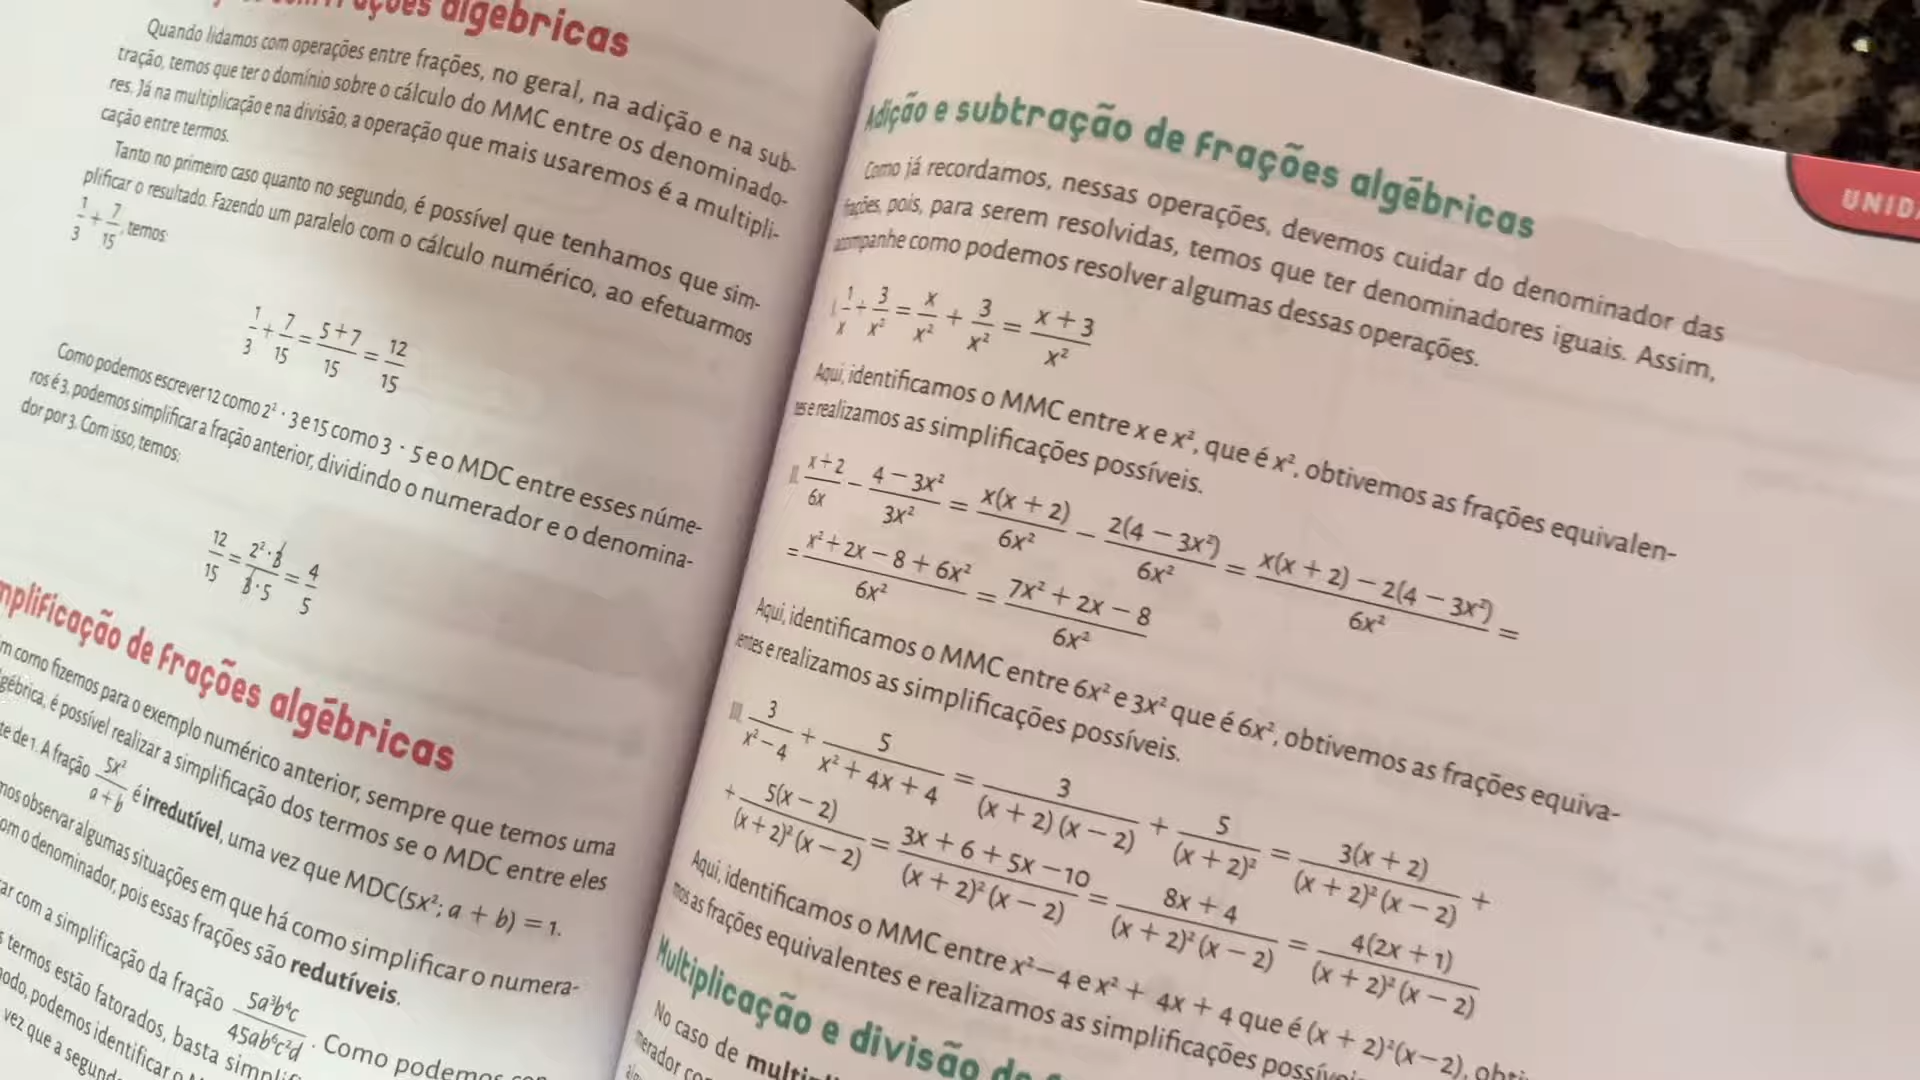 frações algébricas
Quando lidamos com operações entre frações, no geral, na adição e na sub-
tração, temos que ter o domínio sobre o cálculo do MMC entre os denominado-
res. Já na multiplicação e na divisão, a operação que mais usaremos é a multipli-
cação entre termos.
Tanto no primeiro caso quanto no segundo, é possível que tenhamos que sim-
plificar o resultado. Fazendo um paralelo com o cálculo numérico, ao efetuarmos
1/3 + 7/15, temos:
1/3 + 7/15 = (5+7)/15 = 12/15
Como podemos escrever 12 como 2² · 3 e 15 como 3 · 5 e o MDC entre esses núme-
ros é 3, podemos simplificar a fração anterior, dividindo o numerador e o denomina-
dor por 3. Com isso, temos:
12/15 = (2² · 3)/(3 · 5) = 4/5
mplificação de frações algébricas
m como fizemos para o exemplo numérico anterior, sempre que temos uma
gébrica, é possível realizar a simplificação dos termos se o MDC entre eles
te de 1. A fração 5x²/(a + b) é irredutível, uma vez que MDC(5x²; a + b) = 1.
mos observar algumas situações em que há como simplificar o numera-
om o denominador, pois essas frações são redutíveis.
ar com a simplificação da fração 5a³b⁴c/45ab⁶c²d. Como podemos
s termos estão fatorados, basta
odo, podemos identificar o
vez que a
UNID
Adição e subtração de frações algébricas
Como já recordamos, nessas operações, devemos cuidar do denominador das
frações, pois, para serem resolvidas, temos que ter denominadores iguais. Assim,
acompanhe como podemos resolver algumas dessas operações.
I. 1/x + 3/x² = x/x² + 3/x² = (x + 3)/x²
Aqui, identificamos o MMC entre x e x², que é x², obtivemos as frações equivalen-
tes e realizamos as simplificações possíveis.
II. (x + 2)/6x − (4 − 3x²)/3x² = x(x + 2)/6x² − 2(4 − 3x²)/6x² = (x(x + 2) − 2(4 − 3x²))/6x² =
= (x² + 2x − 8 + 6x²)/6x² = (7x² + 2x − 8)/6x²
Aqui, identificamos o MMC entre 6x² e 3x² que é 6x², obtivemos as frações equiva-
lentes e realizamos as simplificações possíveis.
III. 3/(x² − 4) + 5/(x² + 4x + 4) = 3/((x + 2) (x − 2)) + 5/(x + 2)² = 3(x + 2)/((x + 2)² (x − 2)) +
+ 5(x − 2)/((x + 2)² (x − 2)) = (3x + 6 + 5x − 10)/((x + 2)² (x − 2)) = (8x + 4)/((x + 2)² (x − 2)) = 4(2x + 1)/((x + 2)² (x − 2))
Aqui, identificamos o MMC entre x² − 4 e x² + 4x + 4 que é (x + 2)²(x − 2),
mos as frações equivalentes e realizamos as simplificações
Multiplicação e divisão
No caso de
merador